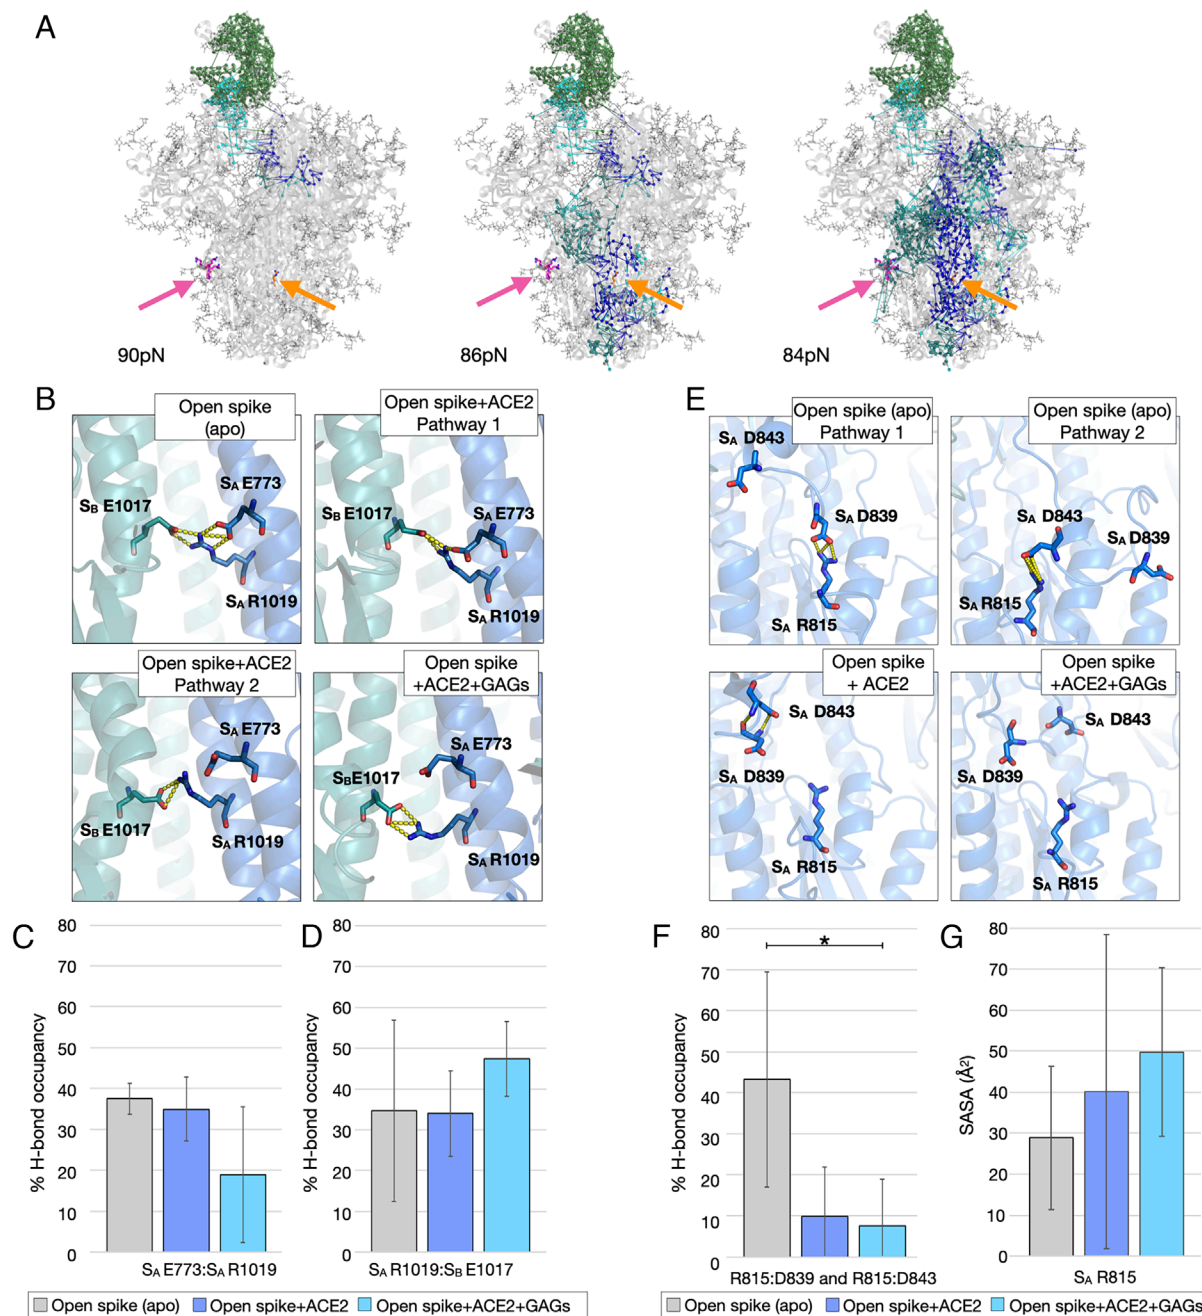 A
90pN
86pN
84pN
B
Open spike
(apo)
SB E1017
SA E773
SA R1019
Open spike+ACE2
Pathway 1
SB E1017
SA E773
SA R1019
Open spike+ACE2
Pathway 2
SA E773
SB E1017
SA R1019
Open spike
+ACE2+GAGs
SA E773
SBE1017
SA R1019
E
Open spike (apo)
Pathway 1
SA D843
SA D839
SA R815
Open spike (apo)
Pathway 2
SA D843
SA D839
SA R815
Open spike
+ ACE2
SA D843
SA D839
SA R815
Open spike
+ACE2+GAGs
SA D843
SA D839
SA R815
C
% H-bond occupancy
80
70
60
50
40
30
20
10
0
SA E773:SA R1019
D
% H-bond occupancy
80
70
60
50
40
30
20
10
0
SA R1019:SB E1017
Open spike (apo)
Open spike+ACE2
Open spike+ACE2+GAGs
F
% H-bond occupancy
80
70
60
50
40
30
20
10
0
*
R815:D839 and R815:D843
G
SASA (Å2)
80
70
60
50
40
30
20
10
0
SA R815
Open spike (apo)
Open spike+ACE2
Open spike+ACE2+GAGs